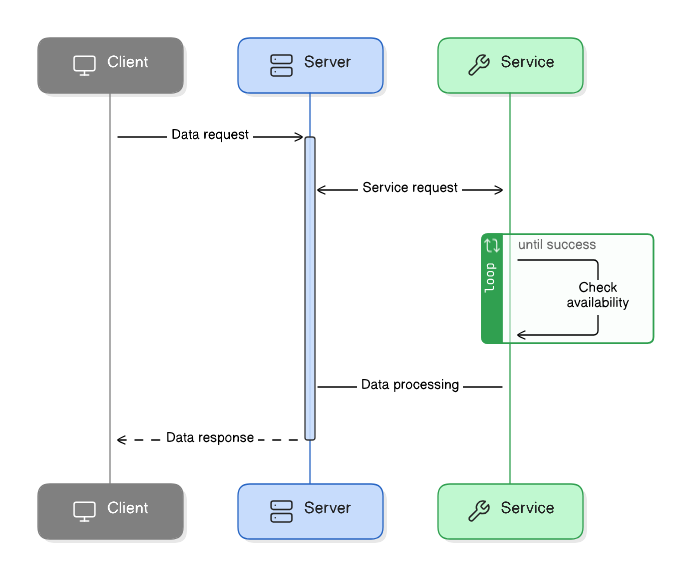 Client
Server
Service
Data request
Service request
loop
until success
Check
availability
Data processing
Data response
Client
Server
Service